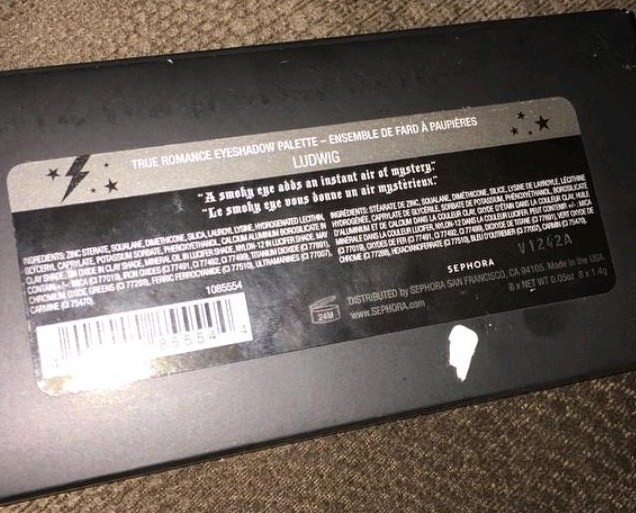 TRUE ROMANCE EYESHADOW PALETTE – ENSEMBLE DE FARD À PAUPIÈRES
LUDWIG
"A smoky eye adds an instant air of mystery."
"Le smoky eye vous donne un air mystérieux."
INGREDIENTS: ZINC STERATE, SQUALANE, DIMETHICONE, SILICA, LAUROYL LYSINE, HYDROGENATED LECITHIN,
GLYCERYL CAPRYLATE, POTASSIUM SORBATE, PHENOXYETHANOL, CALCIUM ALUMINUM BOROSILICATE IN
CLAY SHADE, TIN OXIDE IN CLAY SHADE, MINERAL OIL IN LUCIFER SHADE, NYLON-12 IN LUCIFER SHADE. MAY
CONTAIN +/-: MICA (CI 77019), IRON OXIDES (CI 77491, CI 77492, CI 77499), TITANIUM DIOXIDE (CI 77891),
CHROMIUM OXIDE GREENS (CI 77288), FERRIC FERROCYANIDE (CI 77510), ULTRAMARINES (CI 77007),
CARMINE (CI 75470)
INGRÉDIENTS: STÉARATE DE ZINC, SQUALANE, DIMÉTHICONE, SILICE, LYSINE DE LAUROYLE, LÉCITHINE
HYDROGÉNÉE, CAPRYLATE DE GLYCÉRILE, SORBATE DE POTASSIUM, PHÉNOXYÉTHANOL, BOROSILICATE
D'ALUMINIUM ET DE CALCIUM DANS LA COULEUR CLAY, OXYDE D'ÉTAIN DANS LA COULEUR CLAY, HUILE
MINÉRALE DANS LA COULEUR LUCIFER, NYLON-12 DANS LA COULEUR LUCIFER. PEUT CONTENIR +/-: MICA
(CI 77019), OXYDES DE FER (CI 77491, CI 77492, CI 77499), DIOXYDE DE TITANE (CI 77891), VERT OXYDE DE
CHROME (CI 77288), HEXACYANOFERRATE (CI 77510), BLEU D'OUTREMER (CI 77007), CARMIN (CI 75470).
V1262A
1085554
24M
SEPHORA
DISTRIBUTED by SEPHORA SAN FRANCISCO, CA 94105. Made in the USA
www.SEPHORA.com
8 x NET WT 0.05oz 8 x 1.4g